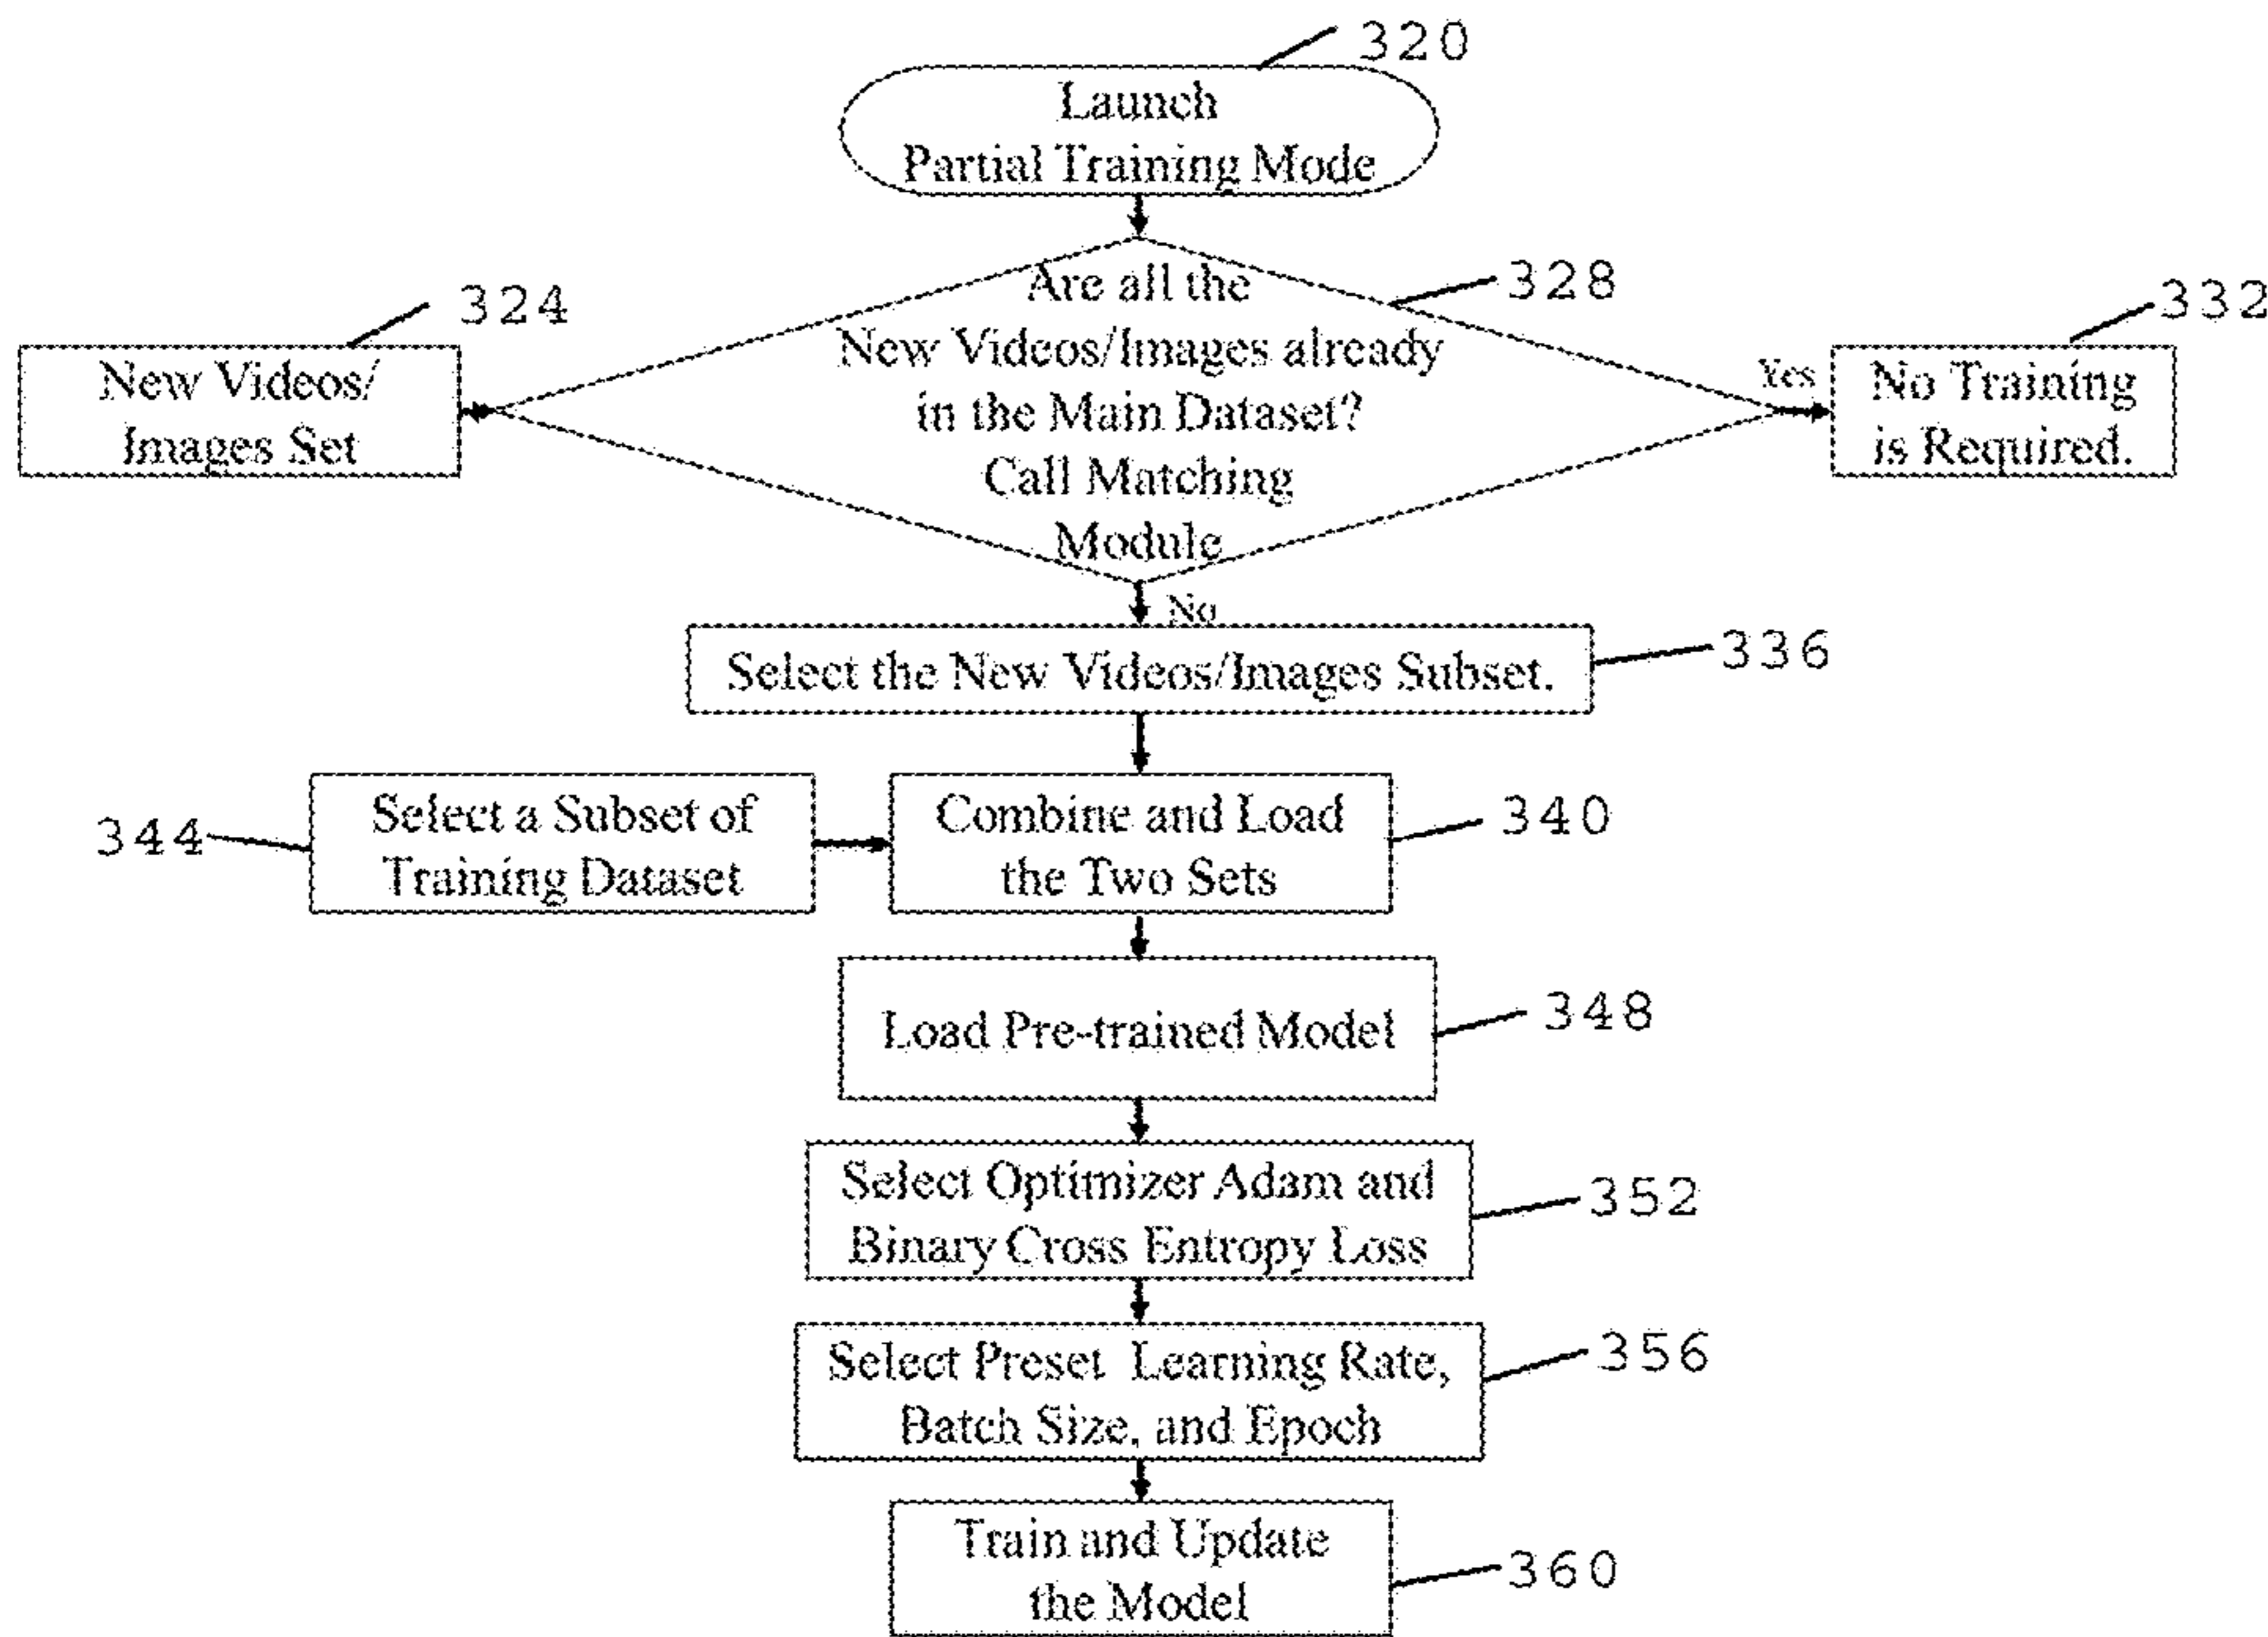 320
Launch
Partial Training Mode
324
New Videos/
Images Set
328
Are all the
New Videos/Images already
in the Main Dataset?
Call Matching
Module
Yes
332
No Training
is Required.
No
Select the New Videos/Images Subset.
336
344
Select a Subset of
Training Dataset
Combine and Load
the Two Sets
340
Load Pre-trained Model
348
Select Optimizer Adam and
Binary Cross Entropy Loss
352
Select Preset Learning Rate,
Batch Size, and Epoch
356
Train and Update
the Model
360